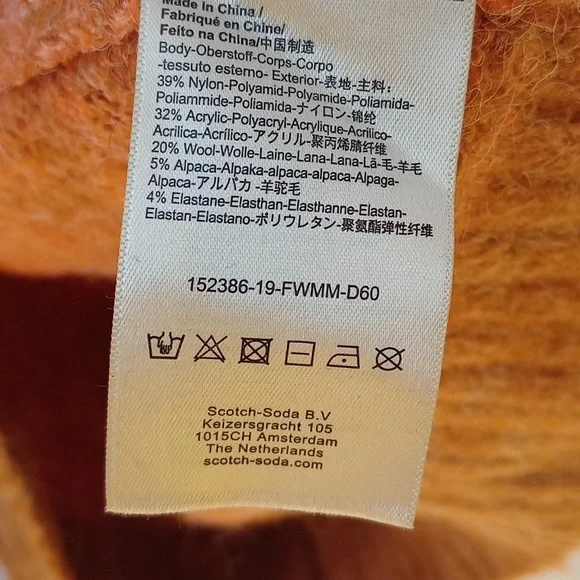 Made in China /
Fabriqué en Chine/
Feito na China/中国制造
Body-Oberstoff-Corps-Corpo
-tessuto esterno- Exterior-表地-主料:
39% Nylon-Polyamid-Polyamide-Poliamida-
Poliammide-Poliamida-ナイロン-锦纶
32% Acrylic-Polyacryl-Acrylique-Acrilico-
Acrilica-Acrílico-アクリル-聚丙烯腈纤维
20% Wool-Wolle-Laine-Lana-Lana-Lã-毛-羊毛
5% Alpaca-Alpaka-alpaca-alpaca-Alpaga-
Alpaca-アルパカ -羊驼毛
4% Elastane-Elasthan-Elasthanne-Elastan-
Elastan-Elastano-ポリウレタン-聚氨酯弹性纤维
152386-19-FWMM-D60
Scotch-Soda B.V
Keizersgracht 105
1015CH Amsterdam
The Netherlands
scotch-soda.com